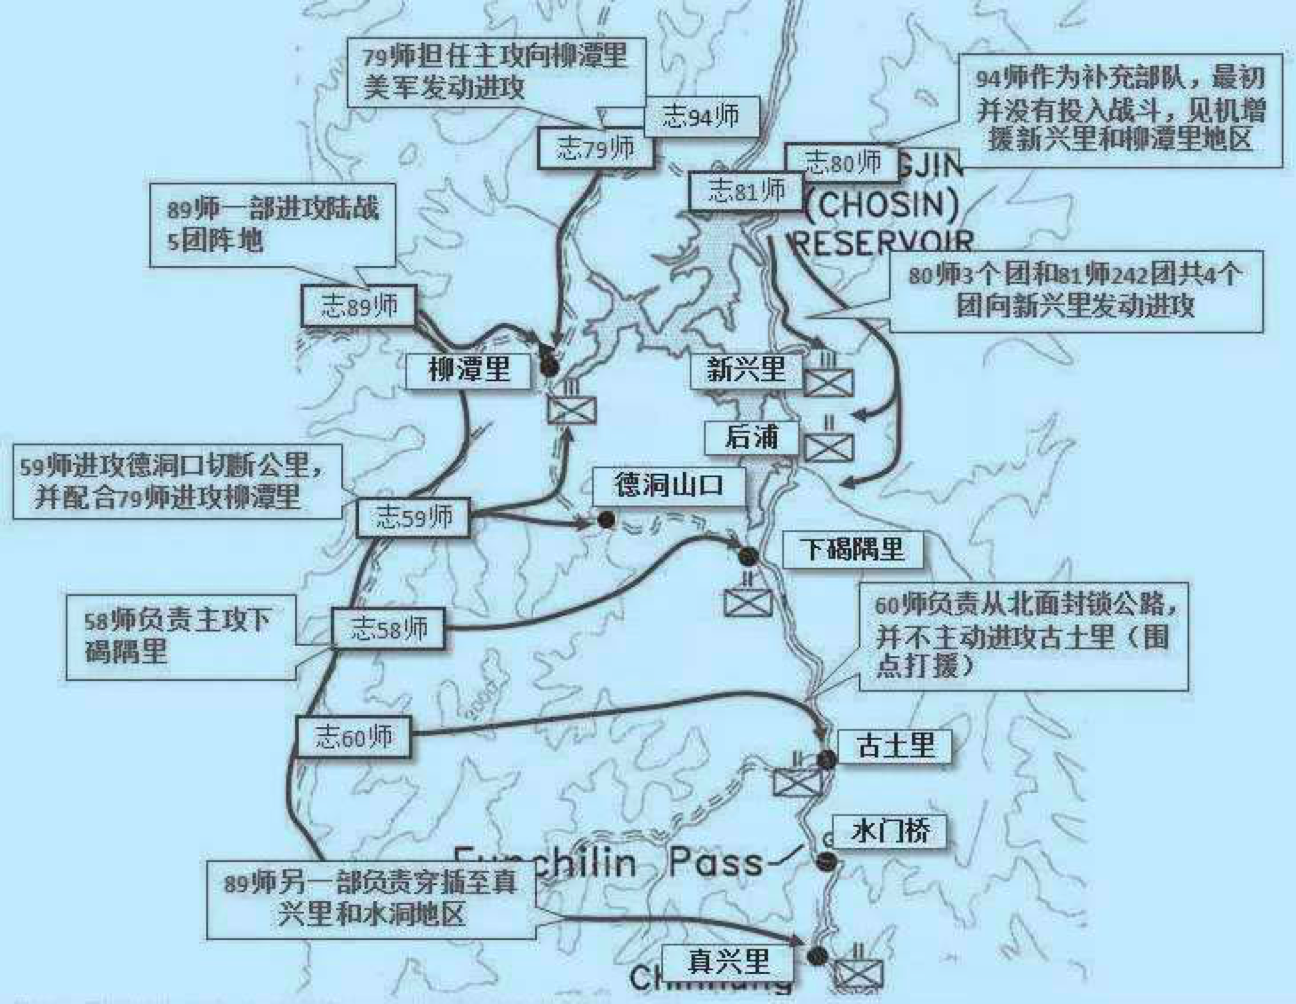 79师担任主攻向柳潭里
美军发动进攻
94师作为补充部队，最初
并没有投入战斗，见机增
援新兴里和柳潭里地区
志94师
志79师
志80师
志81师
GJIN
(CHOSIN)
RESERVOIR
89师一部进攻陆战
5团阵地
80师3个团和81师242团共4个
团向新兴里发动进攻
志89师
柳潭里
新兴里
后浦
59师进攻德洞口切断公里，
并配合79师进攻柳潭里
德洞山口
志59师
下碣隅里
58师负责主攻下
碣隅里
志58师
60师负责从北面封锁公路，
并不主动进攻古土里（围
点打援）
2000
志60师
古土里
水门桥
Funchilin Pass
89师另一部负责穿插至真
兴里和水洞地区
真兴里